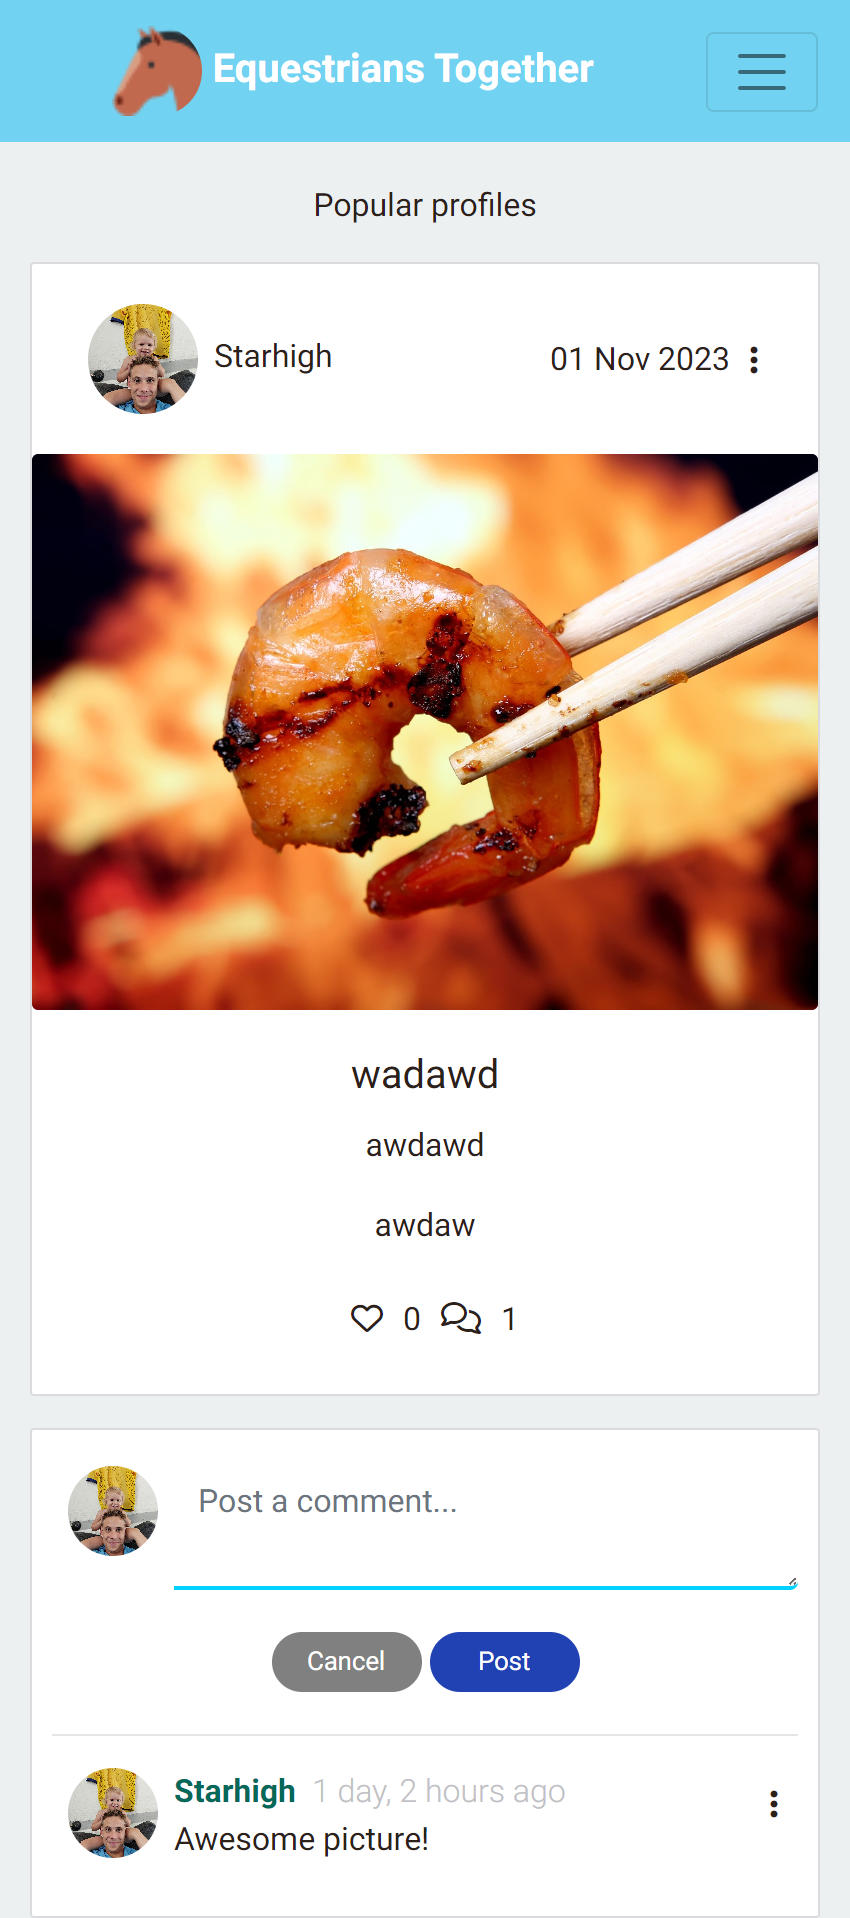 Equestrians Together
Popular profiles
Starhigh
01 Nov 2023
wadawd
awdawd
awdaw
0 1
Post a comment...
Cancel Post
Starhigh 1 day, 2 hours ago
Awesome picture!